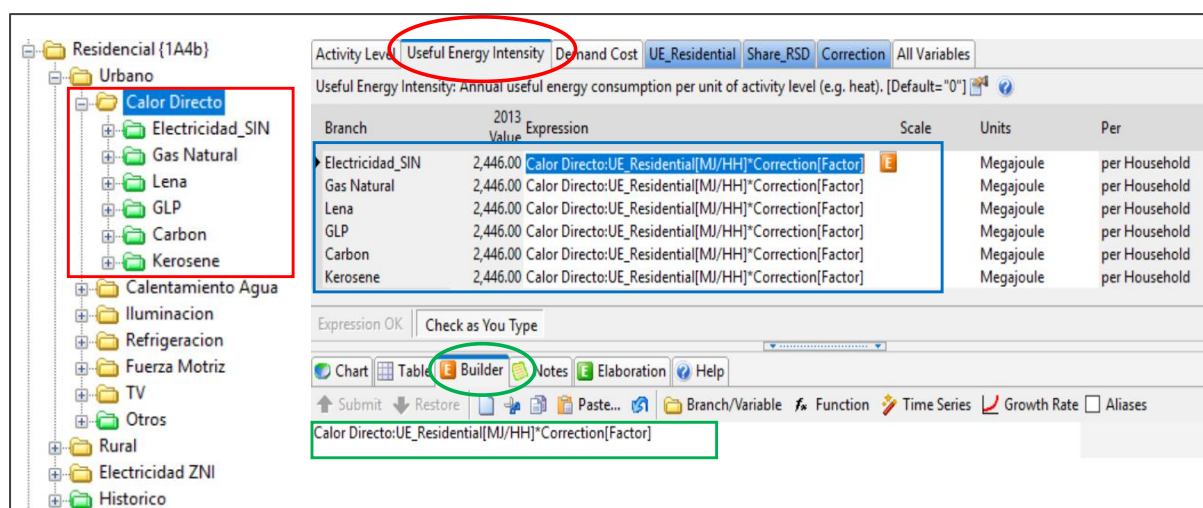 Residencial {1A4b}
Urbano
Calor Directo
Electricidad_SIN
Gas Natural
Lena
GLP
Carbon
Kerosene
Calentamiento Agua
Iluminacion
Refrigeracion
Fuerza Motriz
TV
Otros
Rural
Electricidad ZNI
Historico
Activity Level Useful Energy Intensity Demand Cost UE_Residential Share_RSD Correction All Variables
Useful Energy Intensity: Annual useful energy consumption per unit of activity level (e.g. heat). [Default="0"]
Branch 2013 Value Expression Scale Units Per
Electricidad_SIN 2,446.00 Calor Directo:UE_Residential[MJ/HH]*Correction[Factor] E Megajoule per Household
Gas Natural 2,446.00 Calor Directo:UE_Residential[MJ/HH]*Correction[Factor] Megajoule per Household
Lena 2,446.00 Calor Directo:UE_Residential[MJ/HH]*Correction[Factor] Megajoule per Household
GLP 2,446.00 Calor Directo:UE_Residential[MJ/HH]*Correction[Factor] Megajoule per Household
Carbon 2,446.00 Calor Directo:UE_Residential[MJ/HH]*Correction[Factor] Megajoule per Household
Kerosene 2,446.00 Calor Directo:UE_Residential[MJ/HH]*Correction[Factor] Megajoule per Household
Expression OK Check as You Type
Chart Table E Builder Notes E Elaboration ? Help
Submit Restore Paste... Branch/Variable fx Function Time Series Growth Rate Aliases
Calor Directo:UE_Residential[MJ/HH]*Correction[Factor]